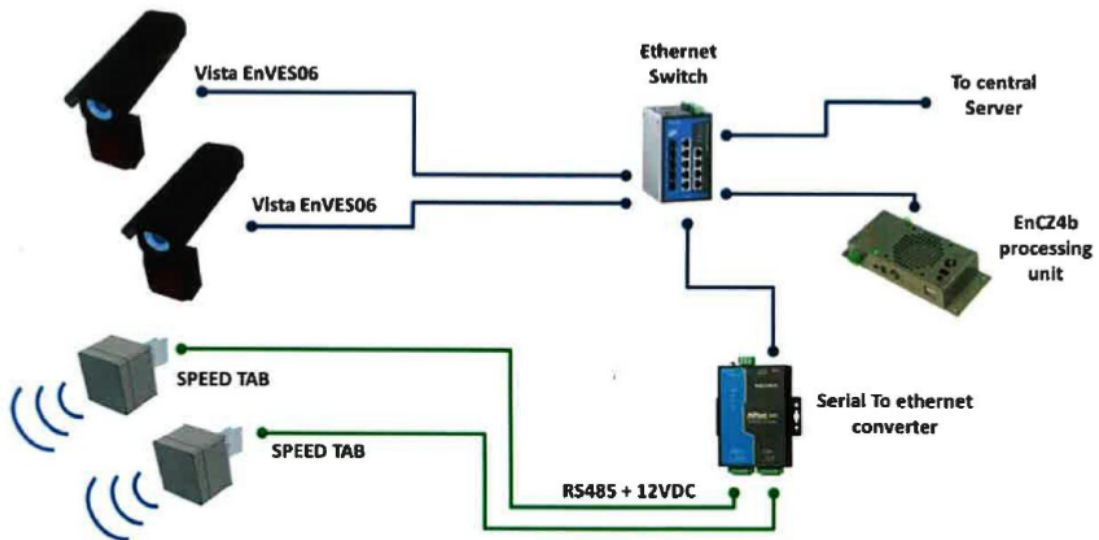 Vista EnVES06
Ethernet
Switch
To central
Server
Vista EnVES06
EnCZ4b
processing
unit
SPEED TAB
Serial To ethernet
converter
SPEED TAB
RS485 + 12VDC